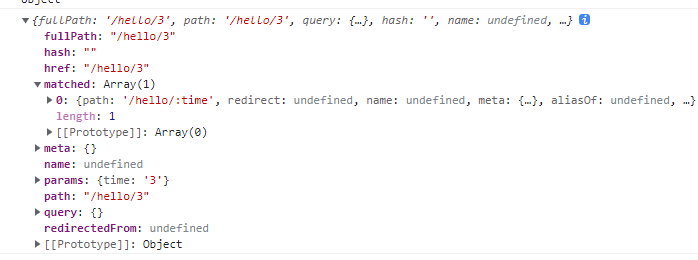 Object
{fullPath: '/hello/3', path: '/hello/3', query: {…}, hash: '', name: undefined, …} i
fullPath: "/hello/3"
hash: ""
href: "/hello/3"
matched: Array(1)
0: {path: '/hello/:time', redirect: undefined, name: undefined, meta: {…}, aliasOf: undefined, …}
length: 1
[[Prototype]]: Array(0)
meta: {}
name: undefined
params: {time: '3'}
path: "/hello/3"
query: {}
redirectedFrom: undefined
[[Prototype]]: Object